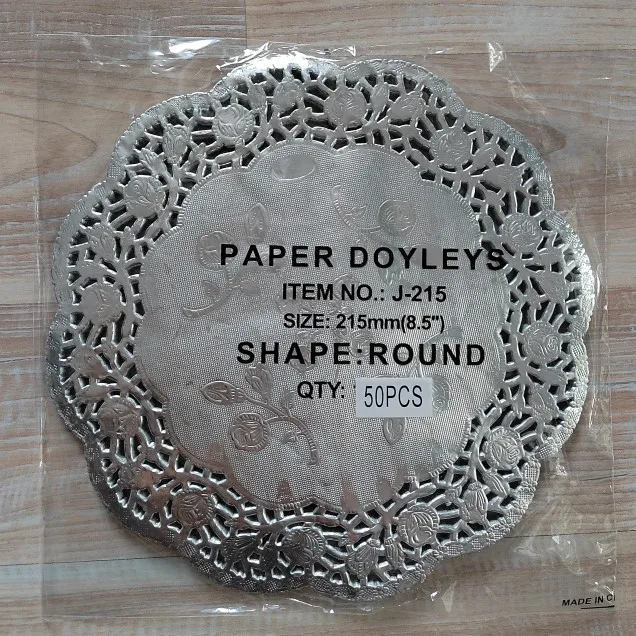 PAPER DOYLEYS
ITEM NO.: J-215
SIZE: 215mm(8.5")
SHAPE:ROUND
QTY: 50PCS
MADE IN